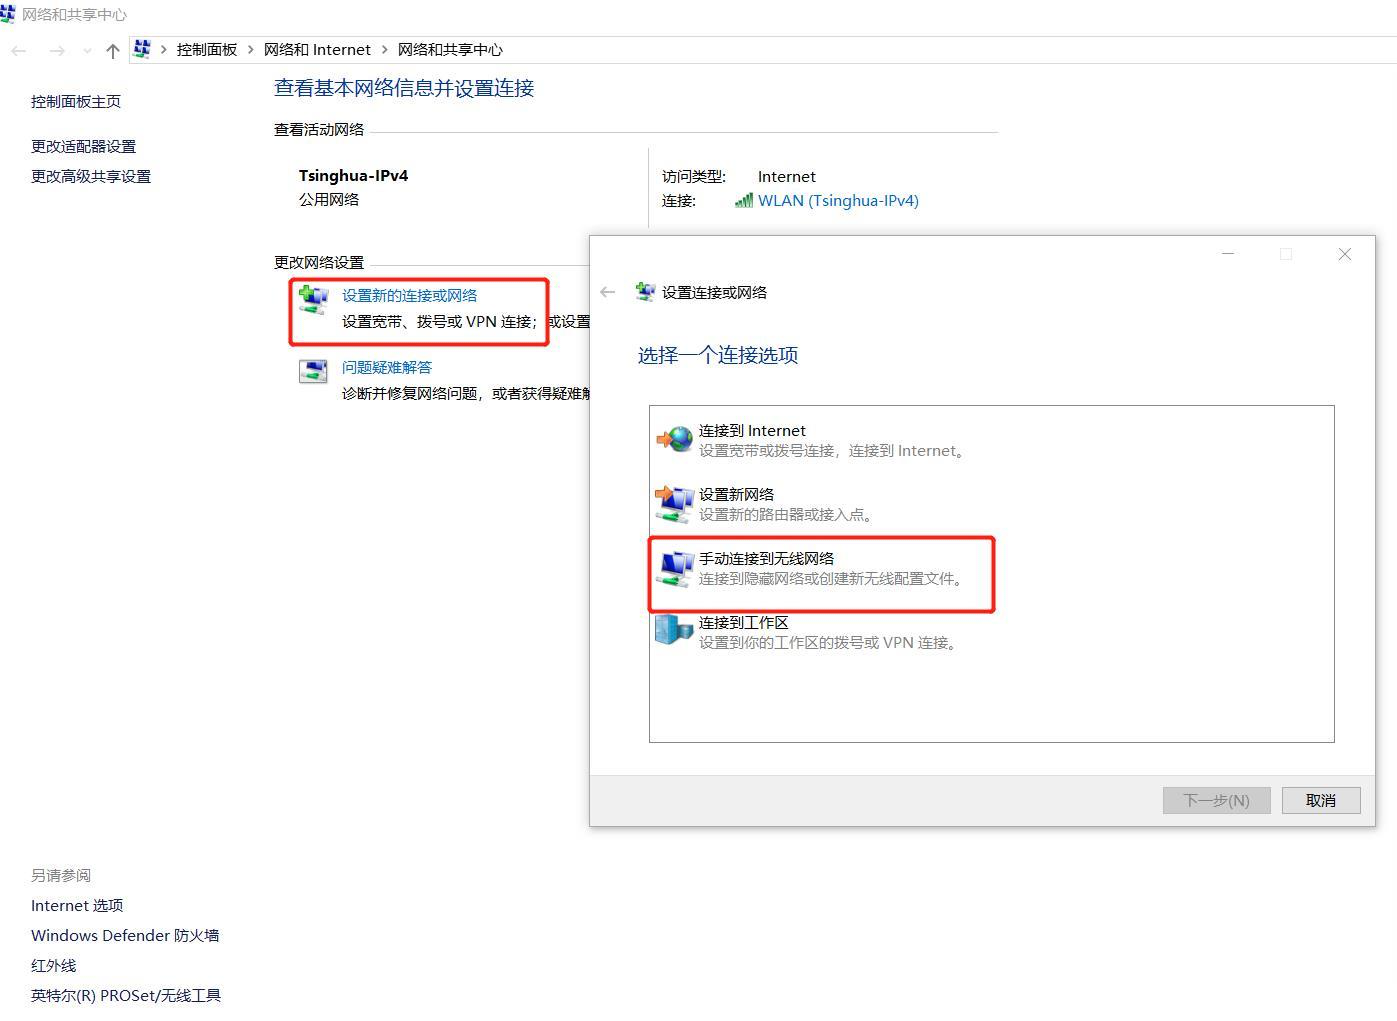 网络和共享中心
控制面板 > 网络和 Internet > 网络和共享中心
控制面板主页
更改适配器设置
更改高级共享设置
查看基本网络信息并设置连接
查看活动网络
Tsinghua-IPv4
公用网络
访问类型: Internet
连接: WLAN (Tsinghua-IPv4)
更改网络设置
设置新的连接或网络
设置宽带、拨号或 VPN 连接；或设置
问题疑难解答
诊断并修复网络问题，或者获得疑难解
设置连接或网络
选择一个连接选项
连接到 Internet
设置宽带或拨号连接，连接到 Internet。
设置新网络
设置新的路由器或接入点。
手动连接到无线网络
连接到隐藏网络或创建新无线配置文件。
连接到工作区
设置到你的工作区的拨号或 VPN 连接。
下一步(N)
取消
另请参阅
Internet 选项
Windows Defender 防火墙
红外线
英特尔(R) PROSet/无线工具